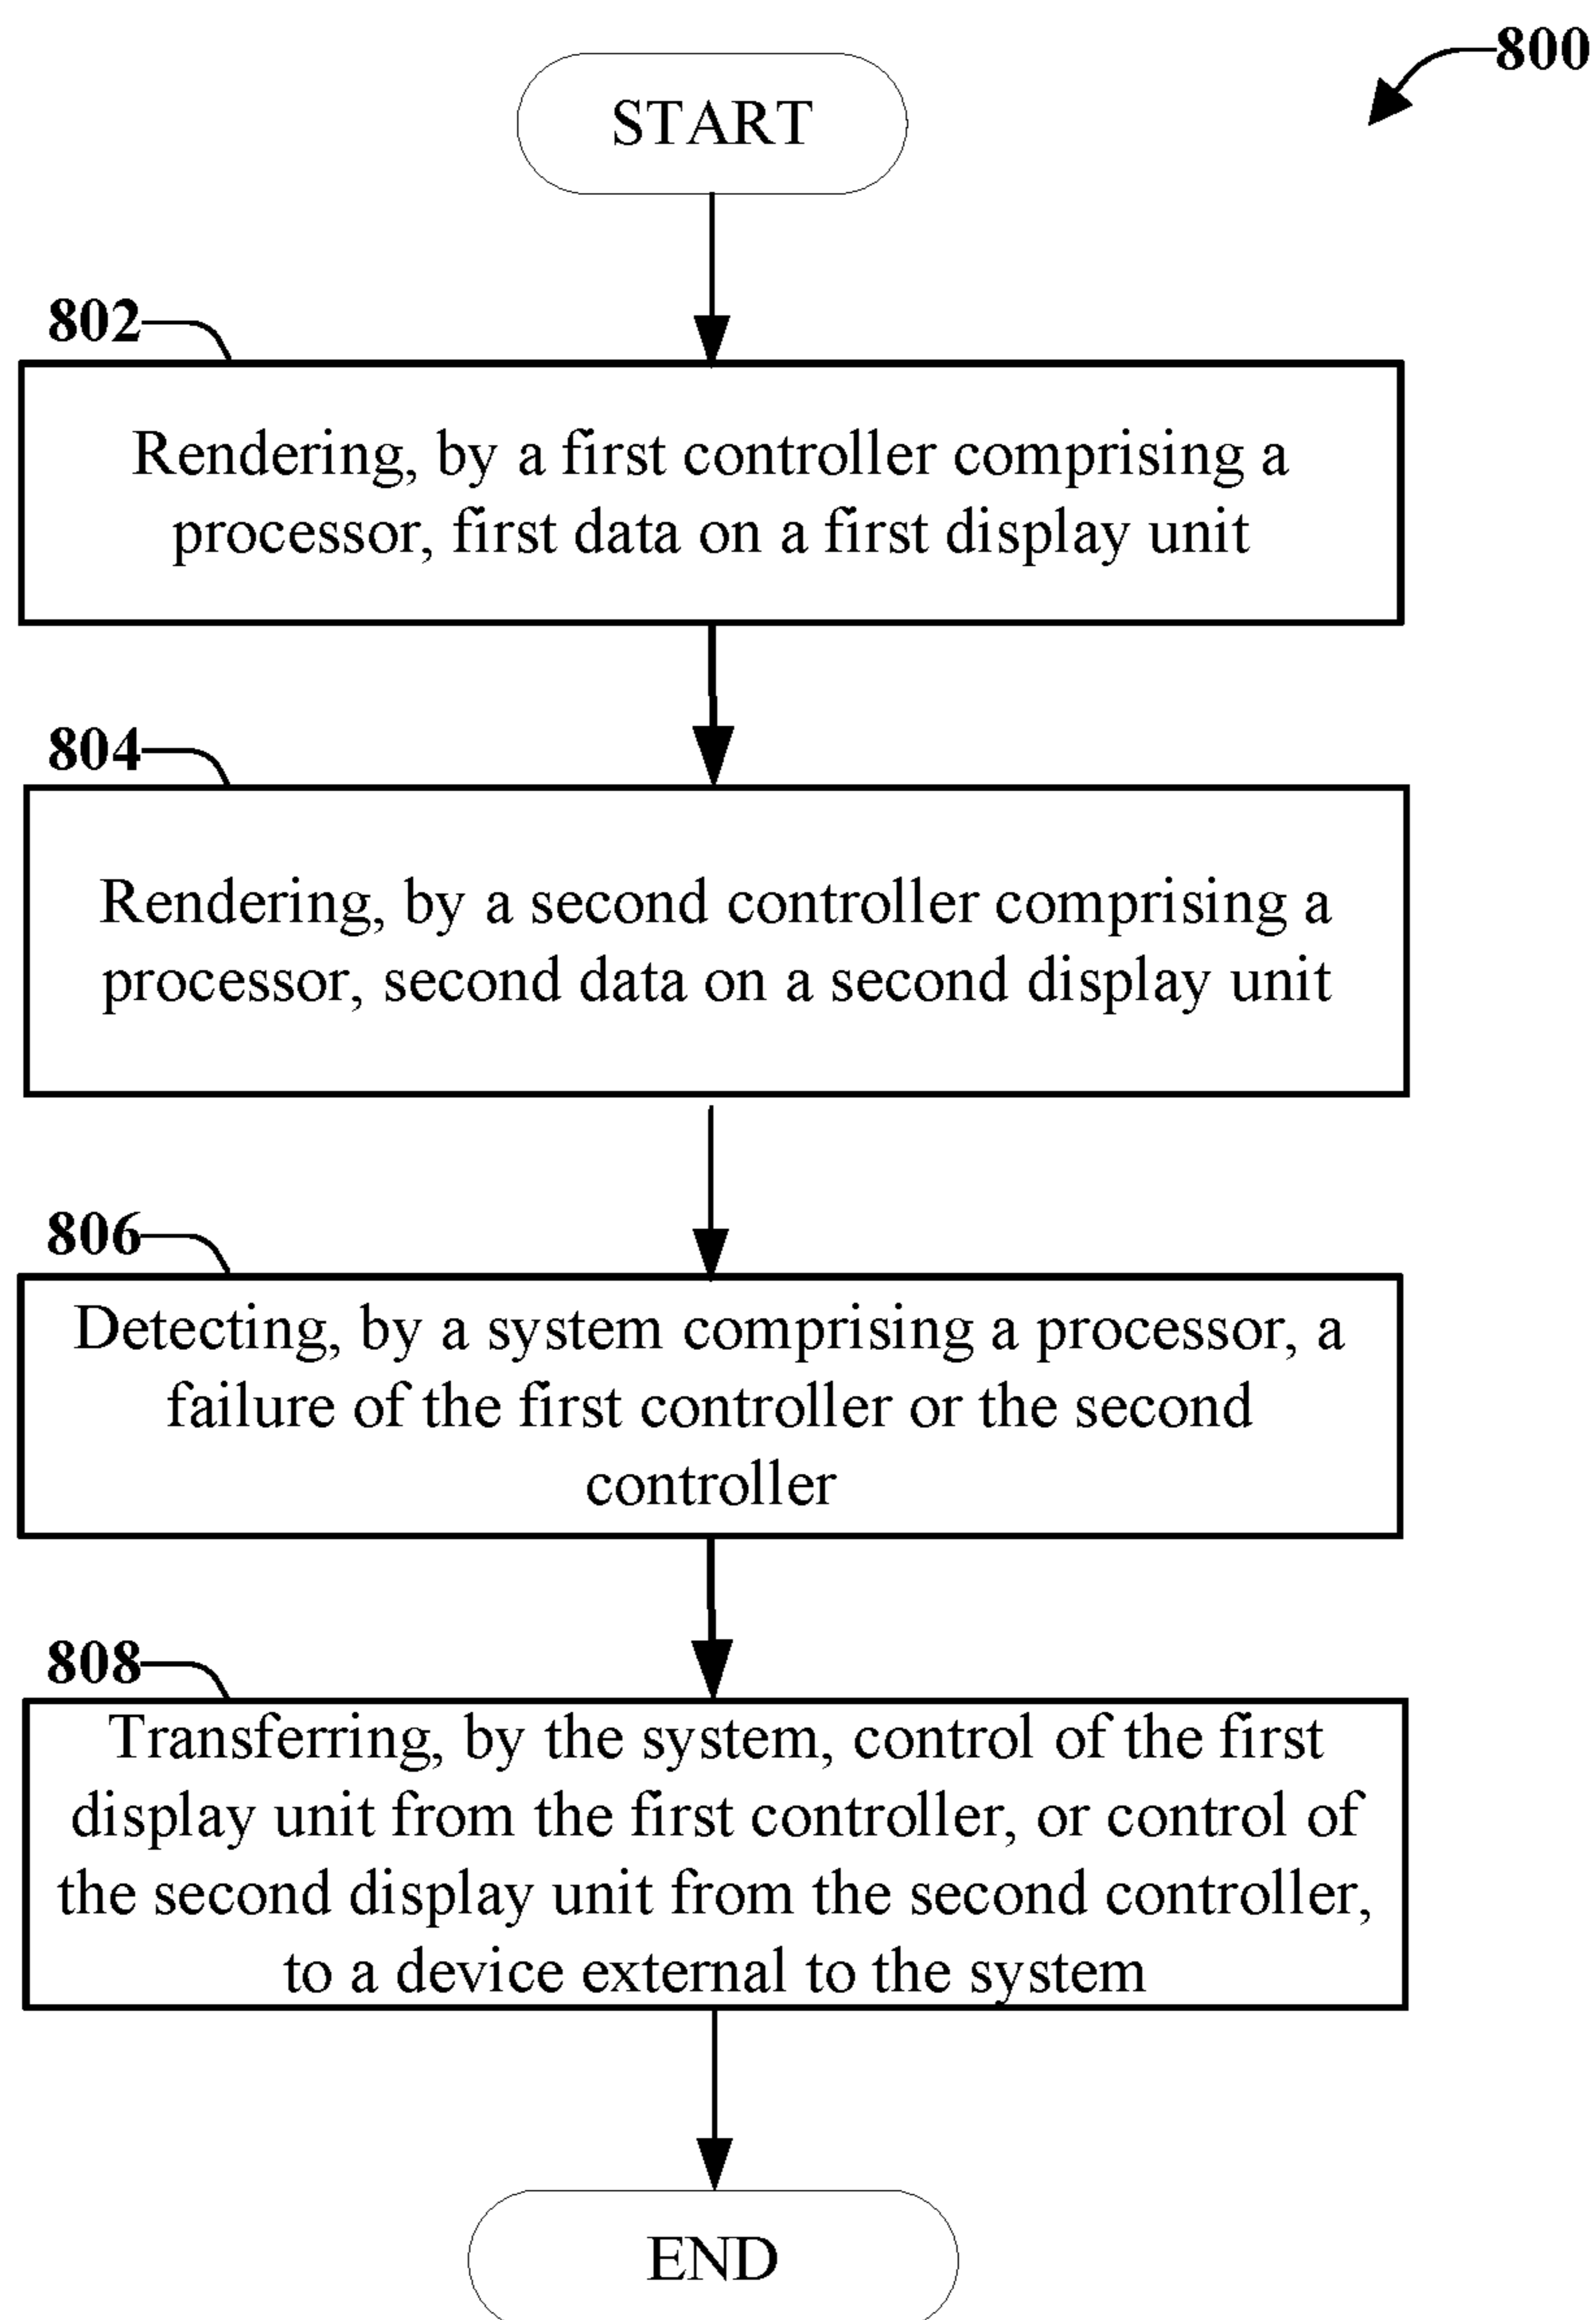 800
START
802
Rendering, by a first controller comprising a
processor, first data on a first display unit
804
Rendering, by a second controller comprising a
processor, second data on a second display unit
806
Detecting, by a system comprising a processor, a
failure of the first controller or the second
controller
808
Transferring, by the system, control of the first
display unit from the first controller, or control of
the second display unit from the second controller,
to a device external to the system
END